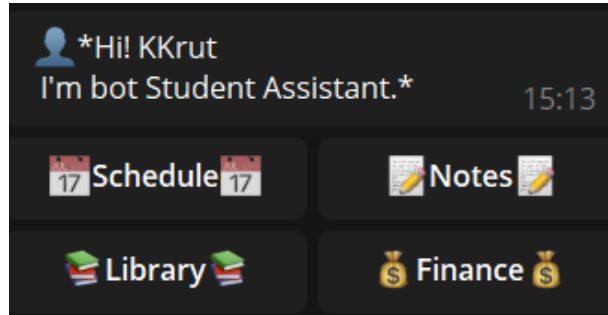 👤*Hi! KKrut
I'm bot Student Assistant.*
15:13
📅Schedule📅
📝Notes📝
📚Library📚
💰Finance💰